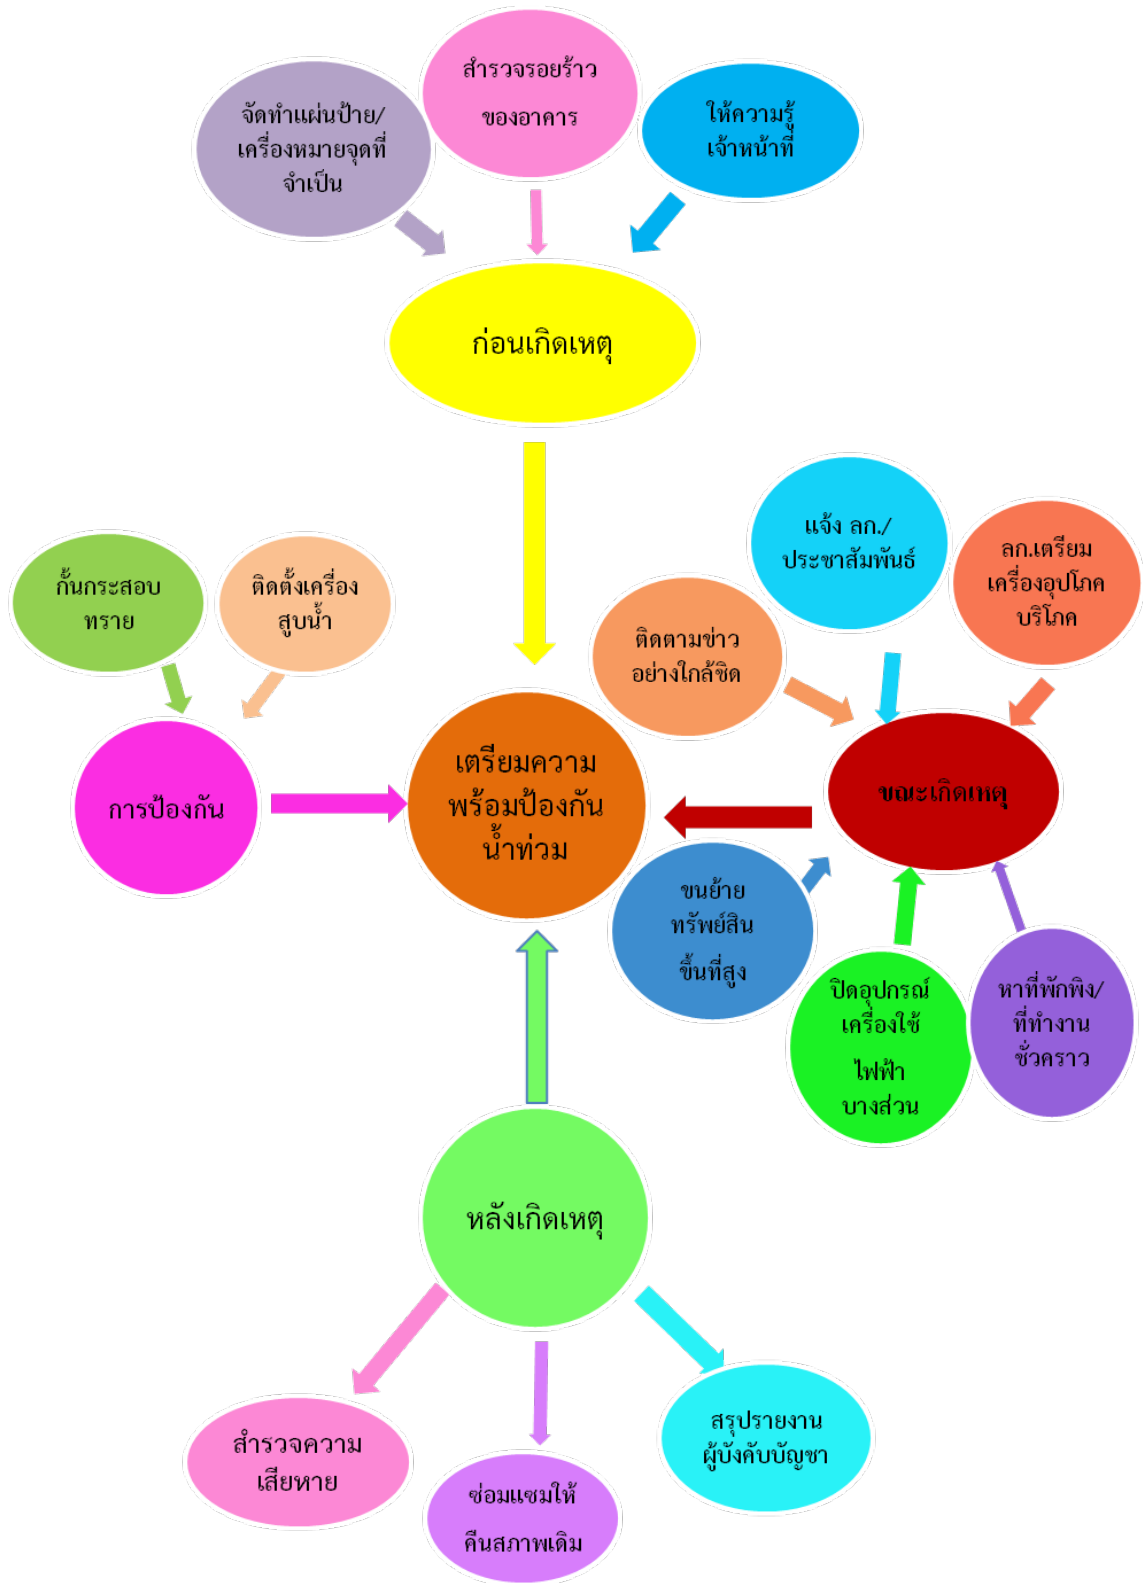 จัดทำแผ่นป้าย/
เครื่องหมายจุดที่
จำเป็น
สำรวจรอยร้าว
ของอาคาร
ให้ความรู้
เจ้าหน้าที่
ก่อนเกิดเหตุ
กั้นกระสอบ
ทราย
ติดตั้งเครื่อง
สูบน้ำ
การป้องกัน
เตรียมความ
พร้อมป้องกัน
น้ำท่วม
ติดตามข่าว
อย่างใกล้ชิด
แจ้ง ลก./
ประชาสัมพันธ์
ลก.เตรียม
เครื่องอุปโภค
บริโภค
ขณะเกิดเหตุ
ขนย้าย
ทรัพย์สิน
ขึ้นที่สูง
ปิดอุปกรณ์
เครื่องใช้
ไฟฟ้า
บางส่วน
หาที่พักพิง/
ที่ทำงาน
ชั่วคราว
หลังเกิดเหตุ
สำรวจความ
เสียหาย
ซ่อมแซมให้
คืนสภาพเดิม
สรุปรายงาน
ผู้บังคับบัญชา